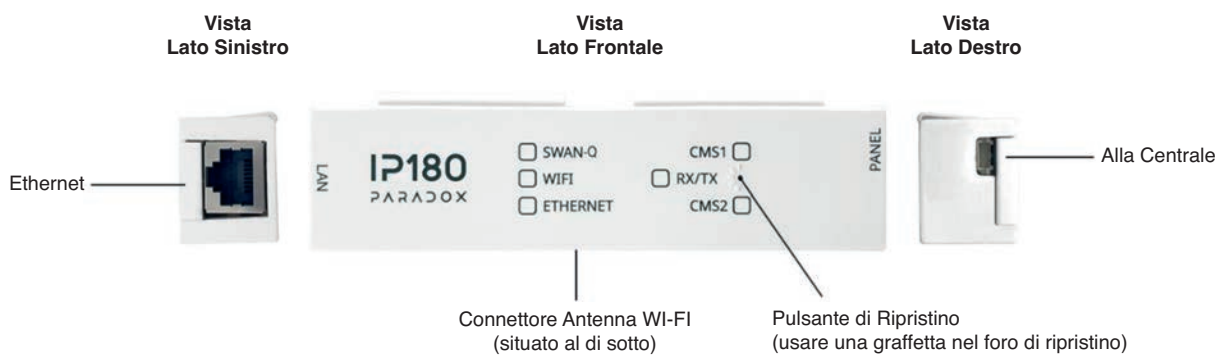 Vista
Lato Sinistro
Vista
Lato Frontale
Vista
Lato Destro
Ethernet
LAN
IP180
PARADOX
SWAN-Q
WIFI
ETHERNET
CMS1
RX/TX
CMS2
PANEL
Alla Centrale
Connettore Antenna WI-FI
(situato al di sotto)
Pulsante di Ripristino
(usare una graffetta nel foro di ripristino)